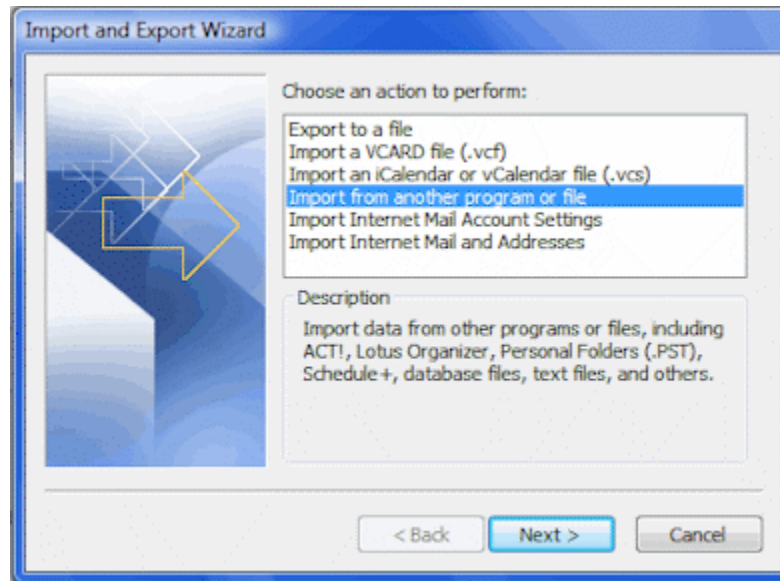 Import and Export Wizard
Choose an action to perform:
Export to a file
Import a VCARD file (.vcf)
Import an iCalendar or vCalendar file (.vcs)
Import from another program or file
Import Internet Mail Account Settings
Import Internet Mail and Addresses
Description
Import data from other programs or files, including
ACT!, Lotus Organizer, Personal Folders (.PST),
Schedule+, database files, text files, and others.
< Back Next > Cancel